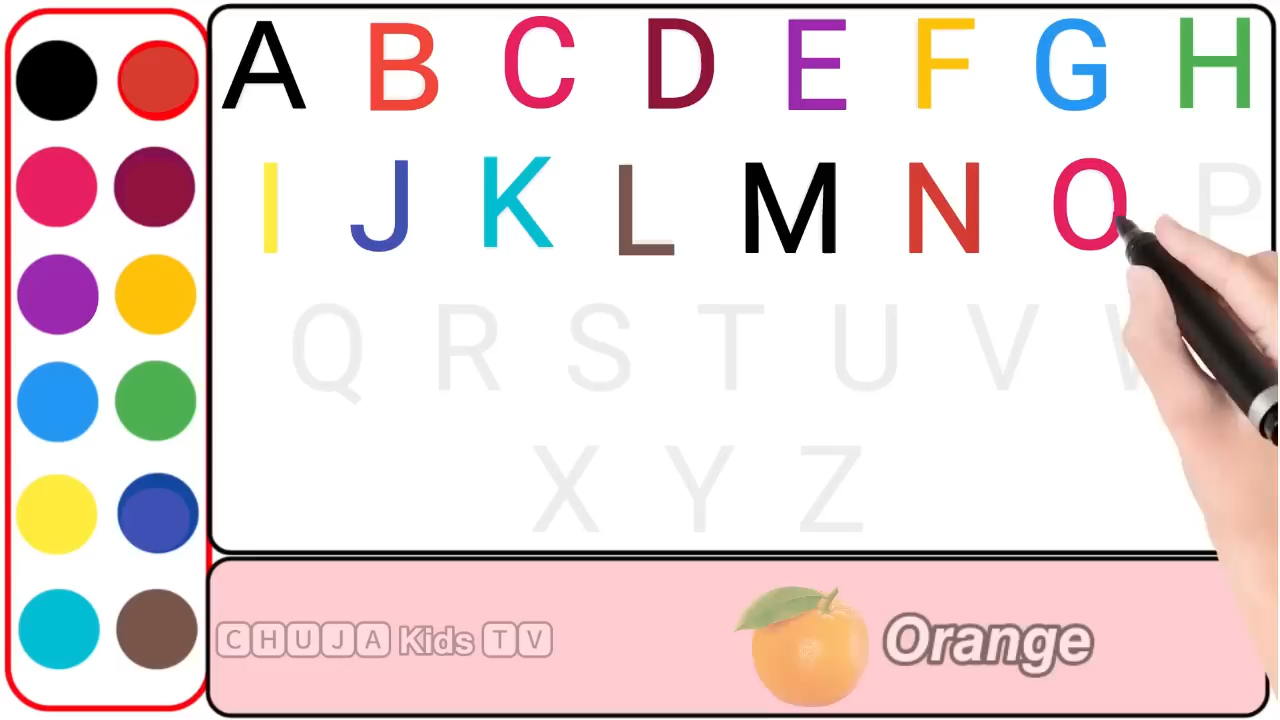 A B C D E F G H
I J K L M N O P
Q R S T U V W
X Y Z
CHUJA Kids TV
Orange